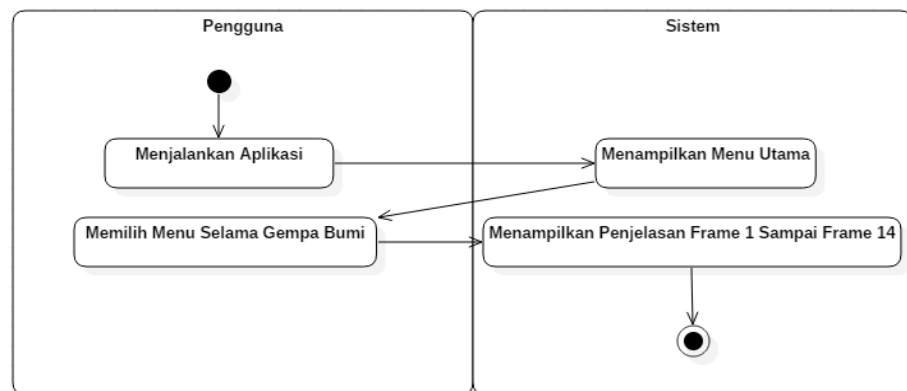 Pengguna
Sistem
Menjalankan Aplikasi
Menampilkan Menu Utama
Memilih Menu Selama Gempa Bumi
Menampilkan Penjelasan Frame 1 Sampai Frame 14